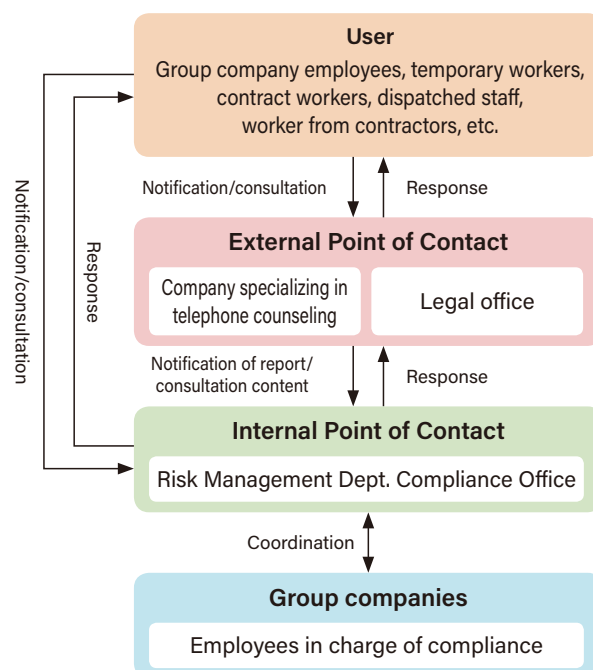 User
Group company employees, temporary workers,
contract workers, dispatched staff,
worker from contractors, etc.
Notification/consultation
Response
Notification/consultation
Response
External Point of Contact
Company specializing in
telephone counseling
Legal office
Notification of report/
consultation content
Response
Internal Point of Contact
Risk Management Dept. Compliance Office
Coordination
Group companies
Employees in charge of compliance